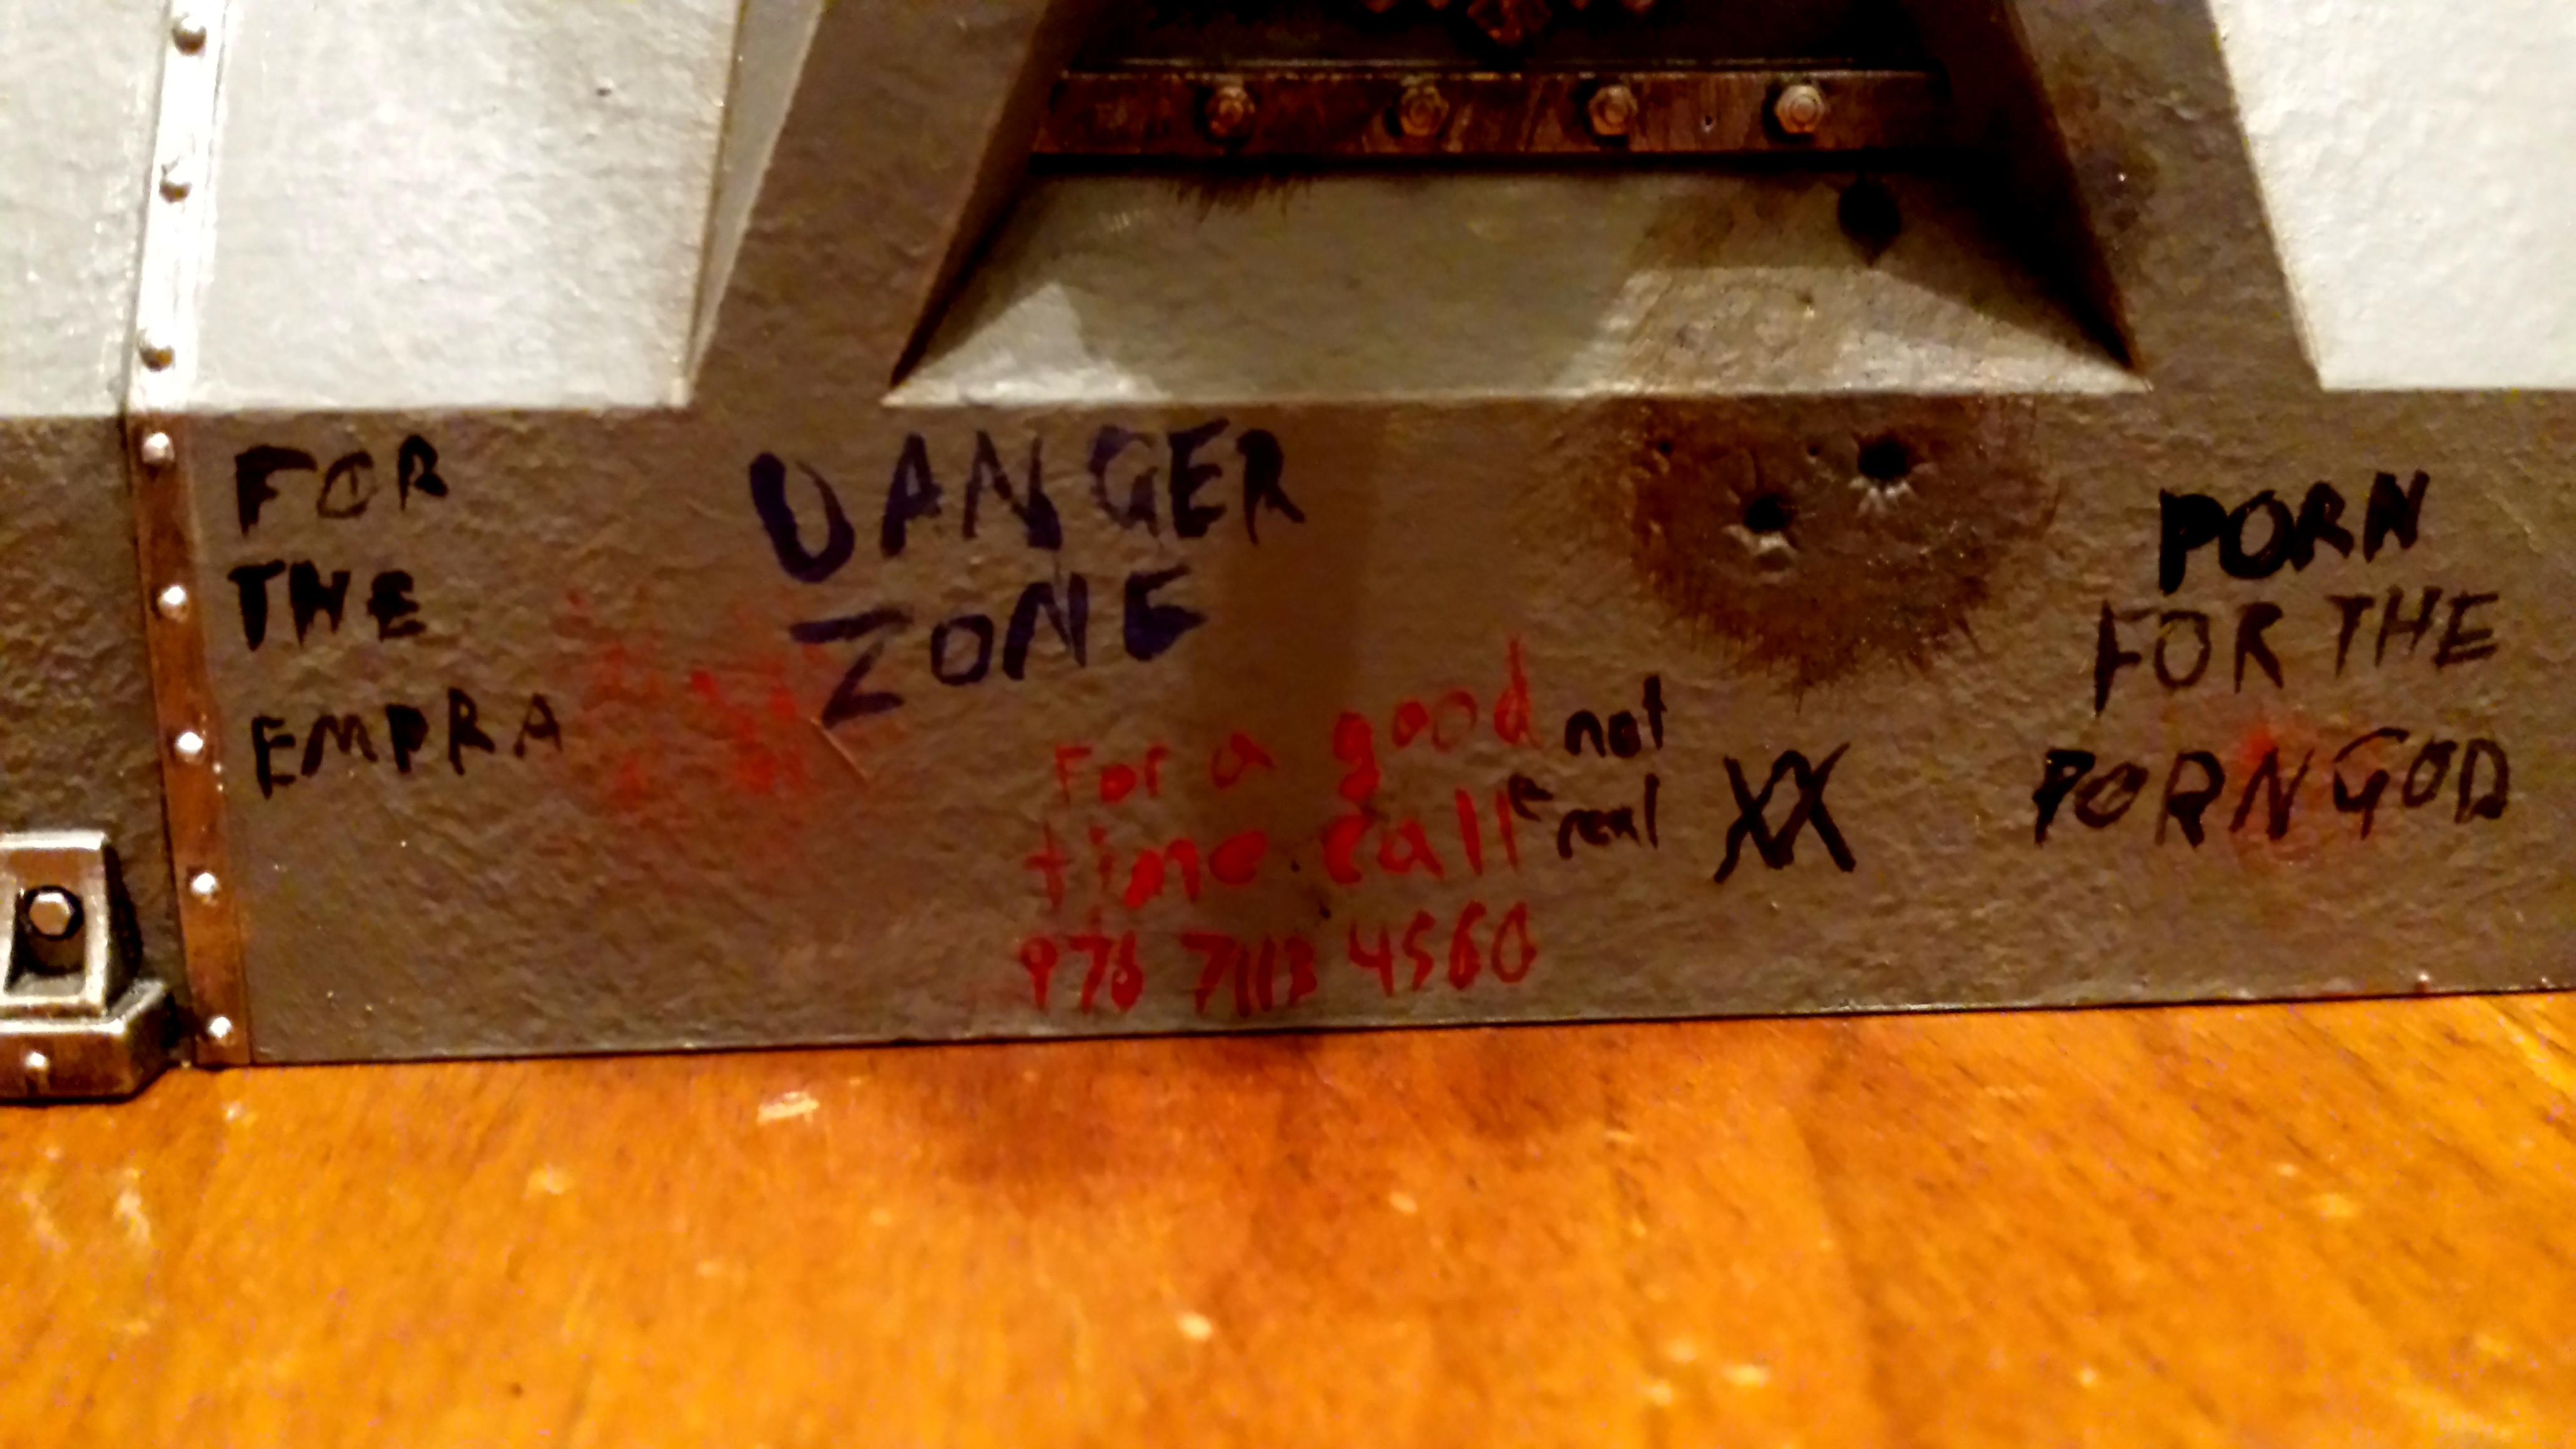 FOR
THE
EMPRA
DANGER
ZONE
For a good
time call
976 7113 4560
not
real
XX
PORN
FOR THE
PORN GOD